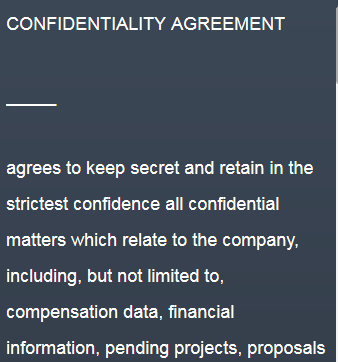 CONFIDENTIALITY AGREEMENT
______
agrees to keep secret and retain in the
strictest confidence all confidential
matters which relate to the company,
including, but not limited to,
compensation data, financial
information, pending projects, proposals